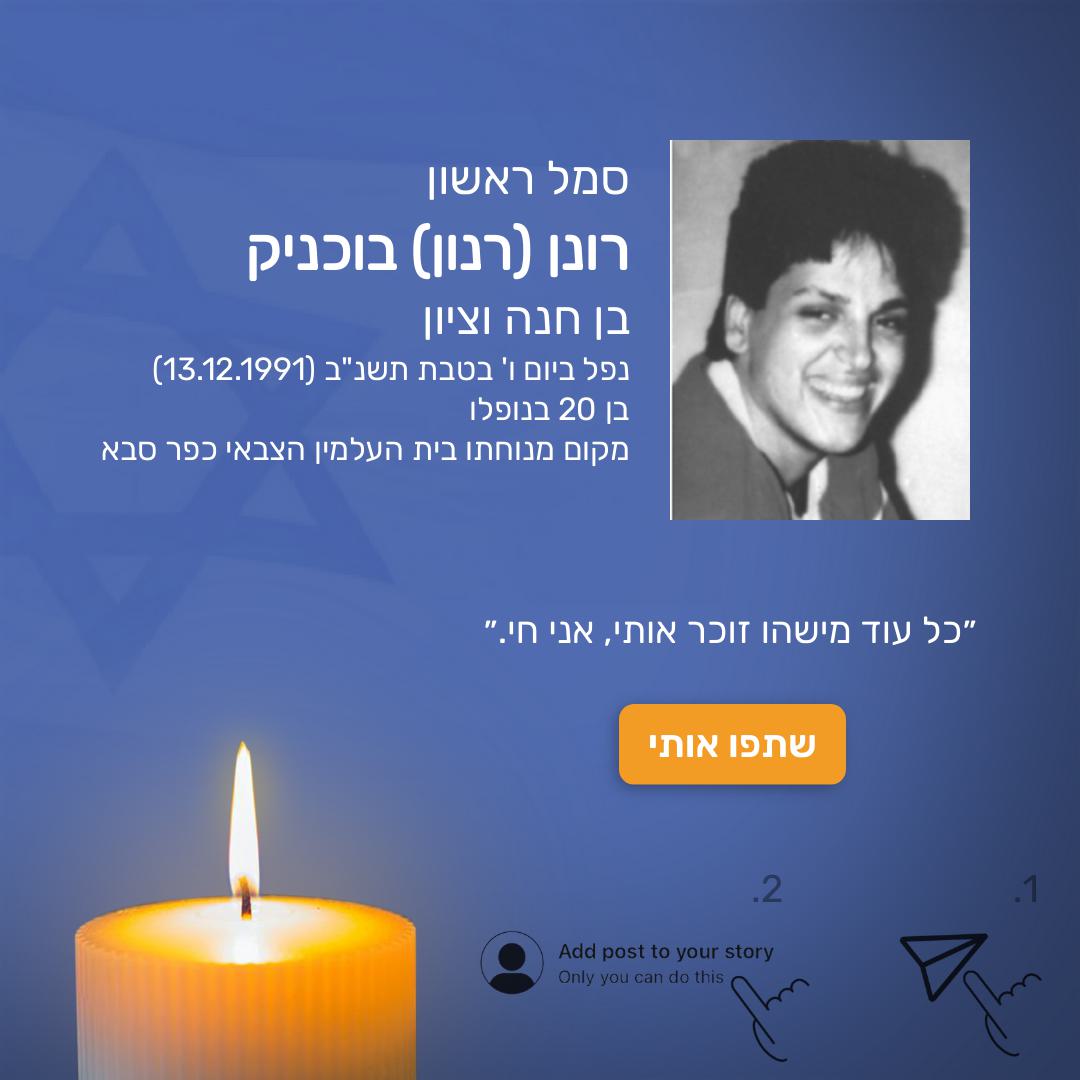 סמל ראשון
רונן (רנון) בוכניק
בן חנה וציון
נפל ביום ו' בטבת תשנ"ב (13.12.1991)
בן 20 בנופלו
מקום מנוחתו בית העלמין הצבאי כפר סבא
״כל עוד מישהו זוכר אותי, אני חי.״
שתפו אותי
1.
2.
Add post to your story
Only you can do this